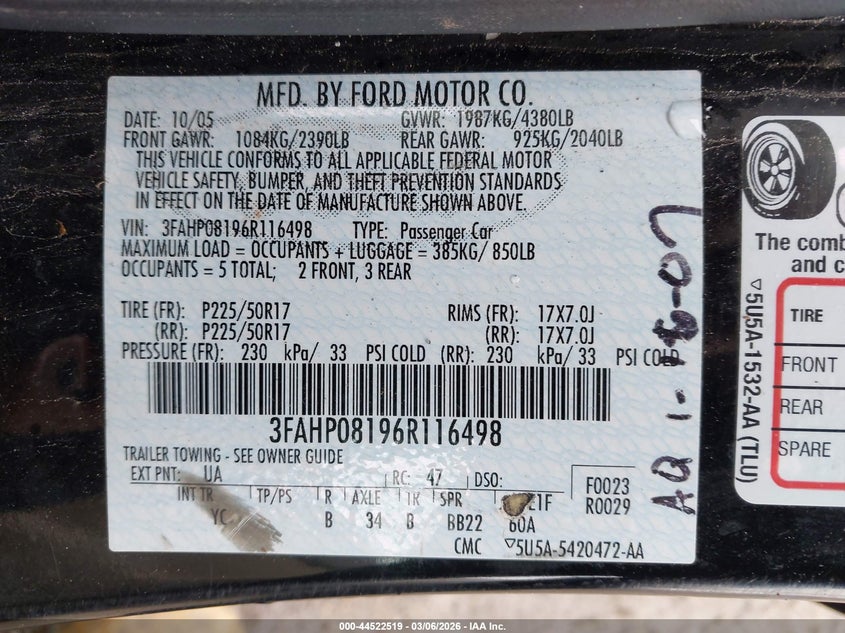 MFD. BY FORD MOTOR CO.
DATE: 10/05 GVWR: 1987KG/4380LB
FRONT GAWR: 1084KG/2390LB REAR GAWR: 925KG/2040LB
THIS VEHICLE CONFORMS TO ALL APPLICABLE FEDERAL MOTOR
VEHICLE SAFETY, BUMPER, AND THEFT PREVENTION STANDARDS
IN EFFECT ON THE DATE OF MANUFACTURE SHOWN ABOVE.
VIN: 3FAHP08196R116498 TYPE: Passenger Car
MAXIMUM LOAD = OCCUPANTS + LUGGAGE = 385KG/ 850LB
OCCUPANTS = 5 TOTAL; 2 FRONT, 3 REAR
TIRE (FR): P225/50R17 RIMS (FR): 17X7.0J
(RR): P225/50R17 (RR): 17X7.0J
PRESSURE (FR): 230 kPa/ 33 PSI COLD (RR): 230 kPa/ 33 PSI COLD
3FAHP08196R116498
TRAILER TOWING - SEE OWNER GUIDE
EXT PNT: UA RC: 47 DSO:
INT TR TP/PS R AXLE TR SPR
YC B 34 B BB22 60A
F0023
R0029
CMC ▽5U5A-5420472-AA
▽5U5A-1532-AA (TLU)
The comb
and c
TIRE
FRONT
REAR
SPARE
000-44522519 | 03/06/2026 - IAA Inc.